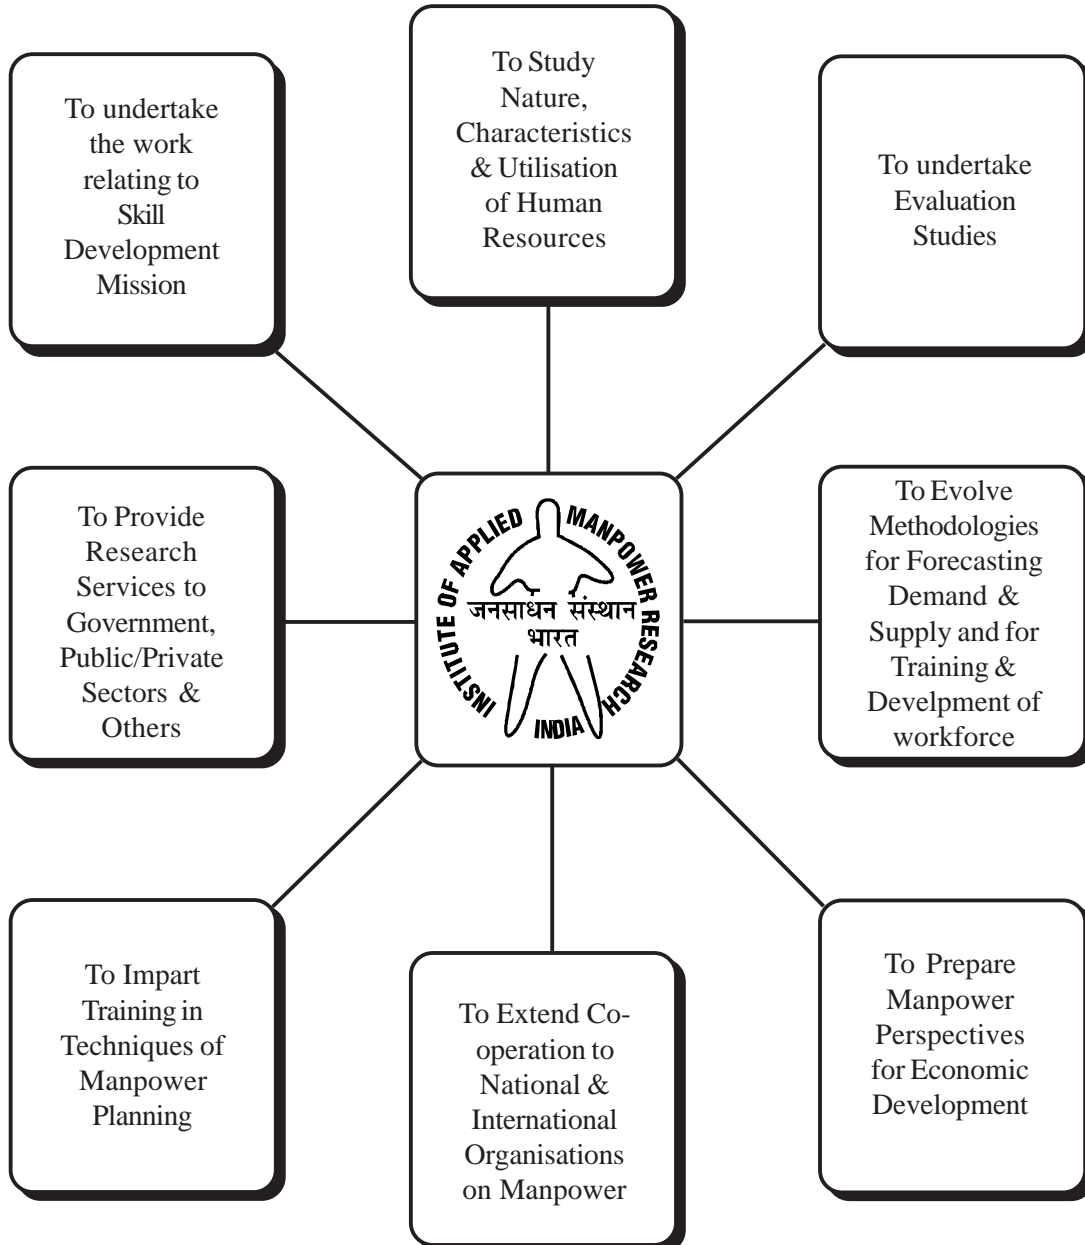 To undertake
the work
relating to
Skill
Development
Mission
To Study
Nature,
Characteristics
& Utilisation
of Human
Resources
To undertake
Evaluation
Studies
To Provide
Research
Services to
Government,
Public/Private
Sectors &
Others
INSTITUTE OF APPLIED MANPOWER RESEARCH
जनसाधन संस्थान
भारत
INDIA
To Evolve
Methodologies
for Forecasting
Demand &
Supply and for
Training &
Develpment of
workforce
To Impart
Training in
Techniques of
Manpower
Planning
To Extend Co-
operation to
National &
International
Organisations
on Manpower
To Prepare
Manpower
Perspectives
for Economic
Development